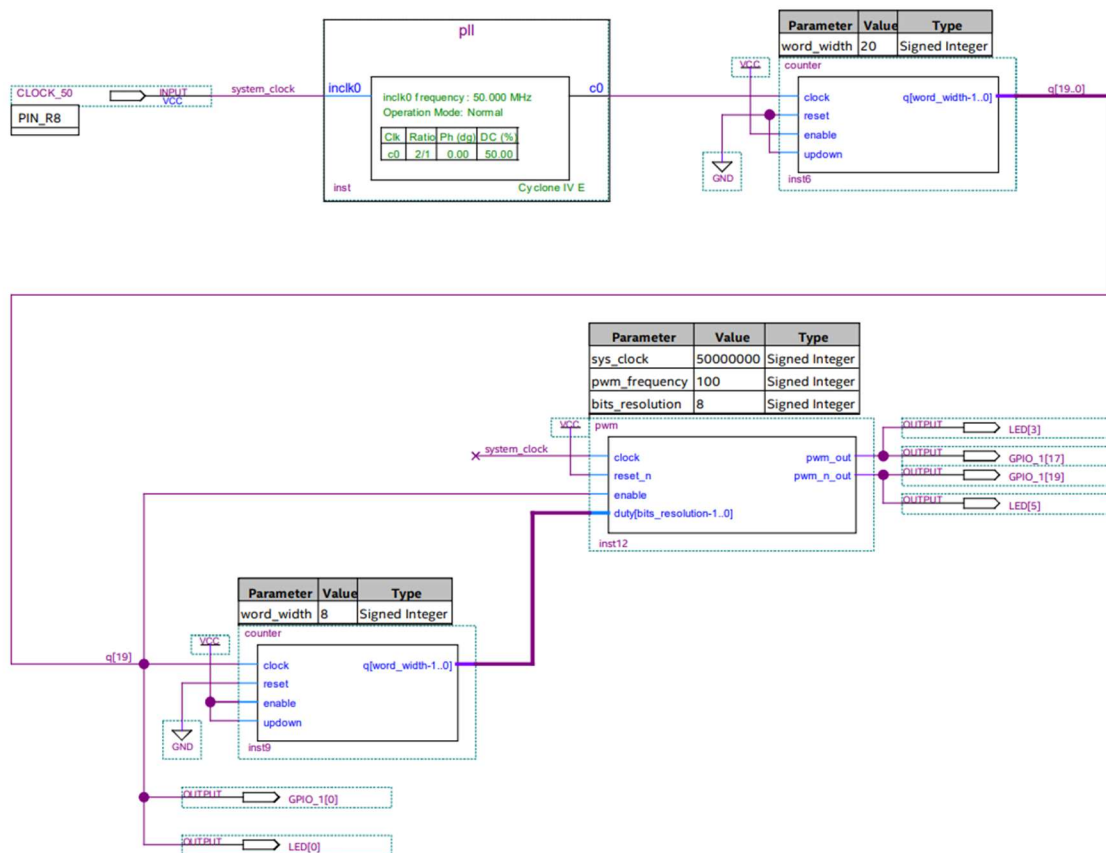 pll
inclk0
c0
inclk0 frequency : 50.000 MHz
Operation Mode: Normal
Clk Ratio Ph (dg) DC (%)
c0 2/1 0.00 50.00
inst
Cyclone IV E
CLOCK_50 INPUT
VCC
PIN_R8
system_clock
Parameter Value Type
word_width 20 Signed Integer
VCC
counter
clock
reset
enable
updown
q[word_width-1..0]
GND
inst6
q[19..0]
Parameter Value Type
sys_clock 50000000 Signed Integer
pwm_frequency 100 Signed Integer
bits_resolution 8 Signed Integer
VCC
pwm
system_clock
clock
reset_n
enable
duty[bits_resolution-1..0]
pwm_out
pwm_n_out
inst12
OUTPUT LED[3]
OUTPUT GPIO_1[17]
OUTPUT GPIO_1[19]
OUTPUT LED[5]
Parameter Value Type
word_width 8 Signed Integer
VCC
counter
q[19]
clock
reset
enable
updown
q[word_width-1..0]
GND
inst9
OUTPUT GPIO_1[0]
OUTPUT LED[0]